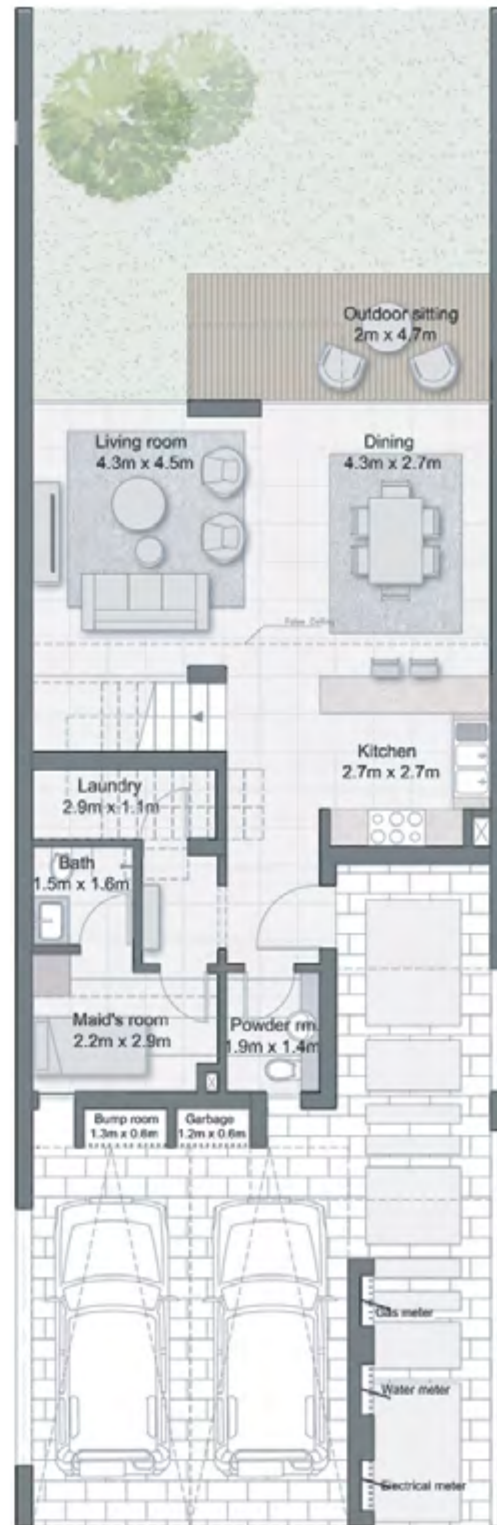 Outdoor sitting
2m x 4.7m
Living room
4.3m x 4.5m
Dining
4.3m x 2.7m
Kitchen
2.7m x 2.7m
Laundry
2.9m x 1.1m
Bath
1.5m x 1.6m
Maid's room
2.2m x 2.9m
Powder rm.
1.9m x 1.4m
Bump room
1.3m x 0.6m
Garbage
1.2m x 0.6m
Gas meter
Water meter
Electrical meter